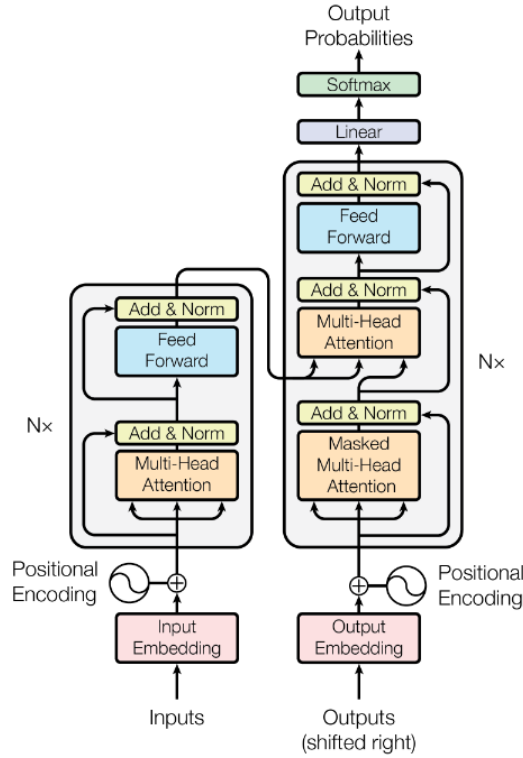 Output
Probabilities
Softmax
Linear
Add & Norm
Feed
Forward
Add & Norm
Multi-Head
Attention
Add & Norm
Masked
Multi-Head
Attention
N×
Add & Norm
Feed
Forward
Add & Norm
Multi-Head
Attention
N×
Positional
Encoding
Positional
Encoding
Input
Embedding
Output
Embedding
Inputs
Outputs
(shifted right)